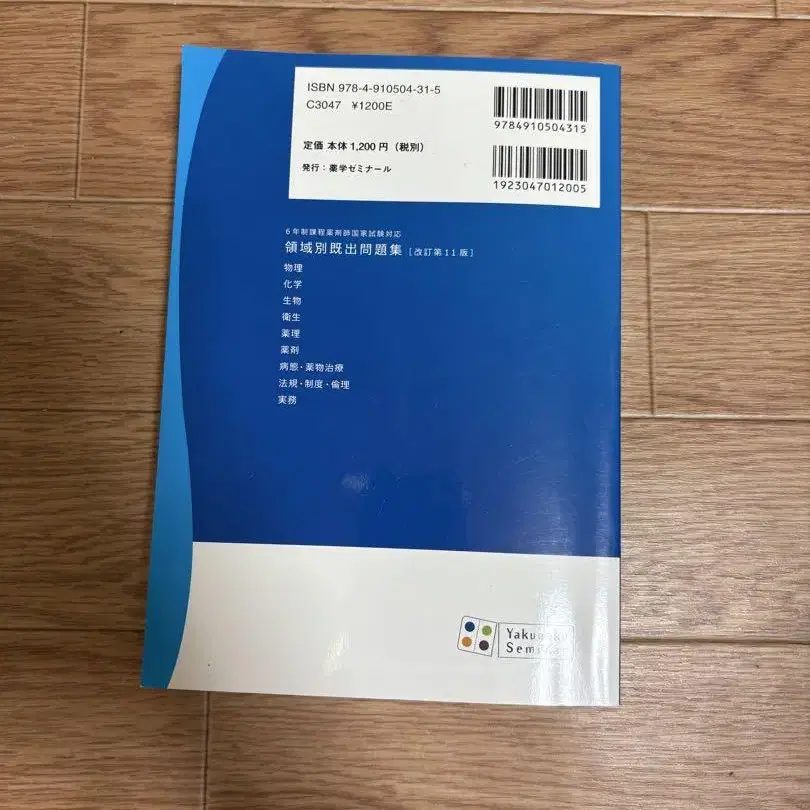 ISBN 978-4-910504-31-5
C3047 ¥1200E
定価 本体1,200円（税別）
発行：薬学ゼミナール
9784910504315
1923047012005
6年制課程薬剤師国家試験対応
領域別既出問題集［改訂第11版］
物理
化学
生物
衛生
薬理
薬剤
病態・薬物治療
法規・制度・倫理
実務
Yakugaku
Seminar